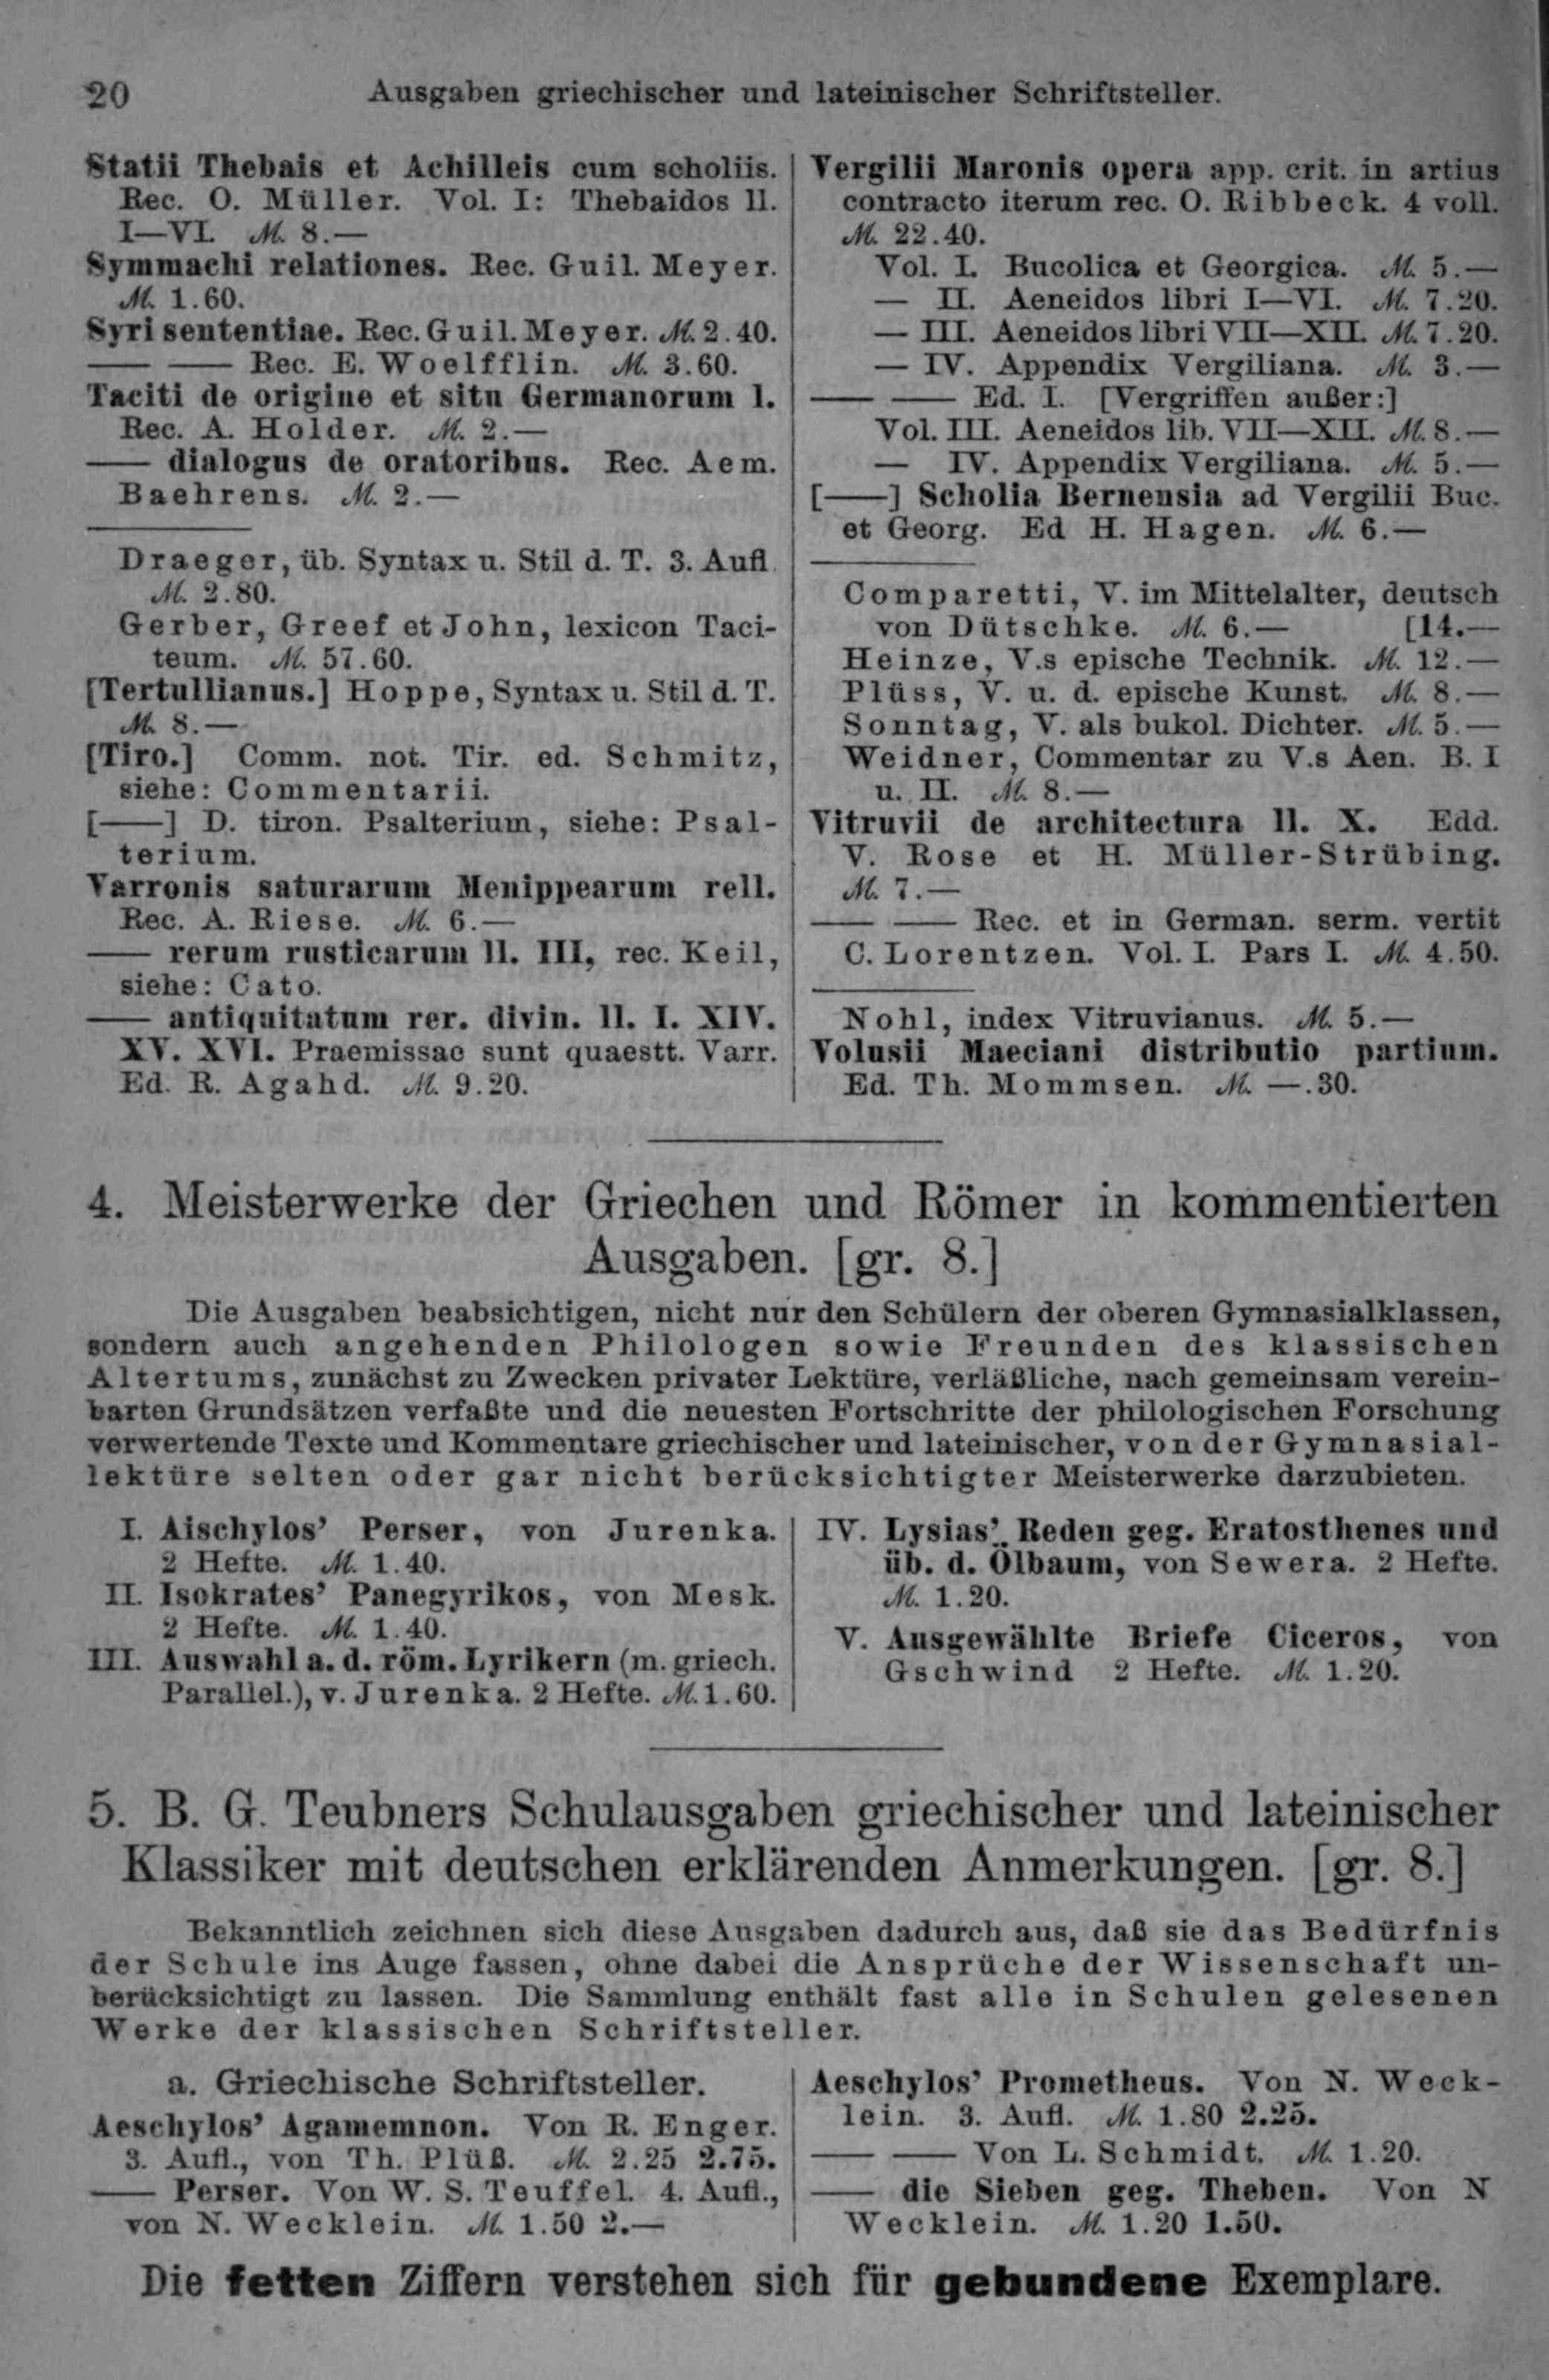 20 Ausgaben griechischer und lateinischer Schriftsteller.
Statii Thebais et Achilleis cum scholiis.
Rec. O. Müller. Vol. I: Thebaidos ll.
I—VI. ℳ. 8.—
Symmachi relationes. Rec. Guil. Meyer.
ℳ. 1.60.
Syri sententiae. Rec. Guil. Meyer. ℳ. 2.40.
—— —— Rec. E. Woelfflin. ℳ. 3.60.
Taciti de origine et situ Germanorum l.
Rec. A. Holder. ℳ. 2.—
—— dialogus de oratoribus. Rec. Aem.
Baehrens. ℳ. 2.—
Draeger, üb. Syntax u. Stil d. T. 3. Aufl.
ℳ. 2.80.
Gerber, Greef et John, lexicon Taci-
teum. ℳ. 57.60.
[Tertullianus.] Hoppe, Syntax u. Stil d. T.
ℳ. 8.—
[Tiro.] Comm. not. Tir. ed. Schmitz,
siehe: Commentarii.
[——] D. tiron. Psalterium, siehe: Psal-
terium.
Varronis saturarum Menippearum rell.
Rec. A. Riese. ℳ. 6.—
—— rerum rusticarum ll. III, rec. Keil,
siehe: Cato.
—— antiquitatum rer. divin. ll. I. XIV.
XV. XVI. Praemissae sunt quaestt. Varr.
Ed. R. Agahd. ℳ. 9.20.
Vergilii Maronis opera app. crit. in artius
contracto iterum rec. O. Ribbeck. 4 voll.
ℳ. 22.40.
Vol. I. Bucolica et Georgica. ℳ. 5.—
— II. Aeneidos libri I—VI. ℳ. 7.20.
— III. Aeneidos libri VII—XII. ℳ. 7.20.
— IV. Appendix Vergiliana. ℳ. 3.—
—— —— Ed. I. [Vergriffen außer:]
Vol. III. Aeneidos lib. VII—XII. ℳ. 8.—
— IV. Appendix Vergiliana. ℳ. 5.—
[——] Scholia Bernensia ad Vergilii Buc.
et Georg. Ed H. Hagen. ℳ. 6.—
Comparetti, V. im Mittelalter, deutsch
von Dütschke. ℳ. 6.— [14.—
Heinze, V.s epische Technik. ℳ. 12.—
Plüss, V. u. d. epische Kunst. ℳ. 8.—
Sonntag, V. als bukol. Dichter. ℳ. 5.—
Weidner, Commentar zu V.s Aen. B. I
u. II. ℳ. 8.—
Vitruvii de architectura ll. X. Edd.
V. Rose et H. Müller-Strübing.
ℳ. 7.—
—— —— Rec. et in German. serm. vertit
C. Lorentzen. Vol. I. Pars I. ℳ. 4.50.
Nohl, index Vitruvianus. ℳ. 5.—
Volusii Maeciani distributio partium.
Ed. Th. Mommsen. ℳ. —.30.
4. Meisterwerke der Griechen und Römer in kommentierten
Ausgaben. [gr. 8.]
Die Ausgaben beabsichtigen, nicht nur den Schülern der oberen Gymnasialklassen,
sondern auch angehenden Philologen sowie Freunden des klassischen
Altertums, zunächst zu Zwecken privater Lektüre, verläßliche, nach gemeinsam verein-
barten Grundsätzen verfaßte und die neuesten Fortschritte der philologischen Forschung
verwertende Texte und Kommentare griechischer und lateinischer, von der Gymnasial-
lektüre selten oder gar nicht berücksichtigter Meisterwerke darzubieten.
I. Aischylos’ Perser, von Jurenka.
2 Hefte. ℳ. 1.40.
II. Isokrates’ Panegyrikos, von Mesk.
2 Hefte. ℳ. 1.40.
III. Auswahl a. d. röm. Lyrikern (m. griech.
Parallel.), v. Jurenka. 2 Hefte. ℳ. 1.60.
IV. Lysias’ Reden geg. Eratosthenes und
üb. d. Ölbaum, von Sewera. 2 Hefte.
ℳ. 1.20.
V. Ausgewählte Briefe Ciceros, von
Gschwind 2 Hefte. ℳ. 1.20.
5. B. G. Teubners Schulausgaben griechischer und lateinischer
Klassiker mit deutschen erklärenden Anmerkungen. [gr. 8.]
Bekanntlich zeichnen sich diese Ausgaben dadurch aus, daß sie das Bedürfnis
der Schule ins Auge fassen, ohne dabei die Ansprüche der Wissenschaft un-
berücksichtigt zu lassen. Die Sammlung enthält fast alle in Schulen gelesenen
Werke der klassischen Schriftsteller.
a. Griechische Schriftsteller.
Aeschylos’ Agamemnon. Von R. Enger.
3. Aufl., von Th. Plüß. ℳ. 2.25 2.75.
—— Perser. Von W. S. Teuffel. 4. Aufl.,
von N. Wecklein. ℳ. 1.50 2.—
Aeschylos’ Prometheus. Von N. Weck-
lein. 3. Aufl. ℳ. 1.80 2.25.
—— —— Von L. Schmidt. ℳ. 1.20.
—— die Sieben geg. Theben. Von N
Wecklein. ℳ. 1.20 1.50.
Die fetten Ziffern verstehen sich für gebundene Exemplare.